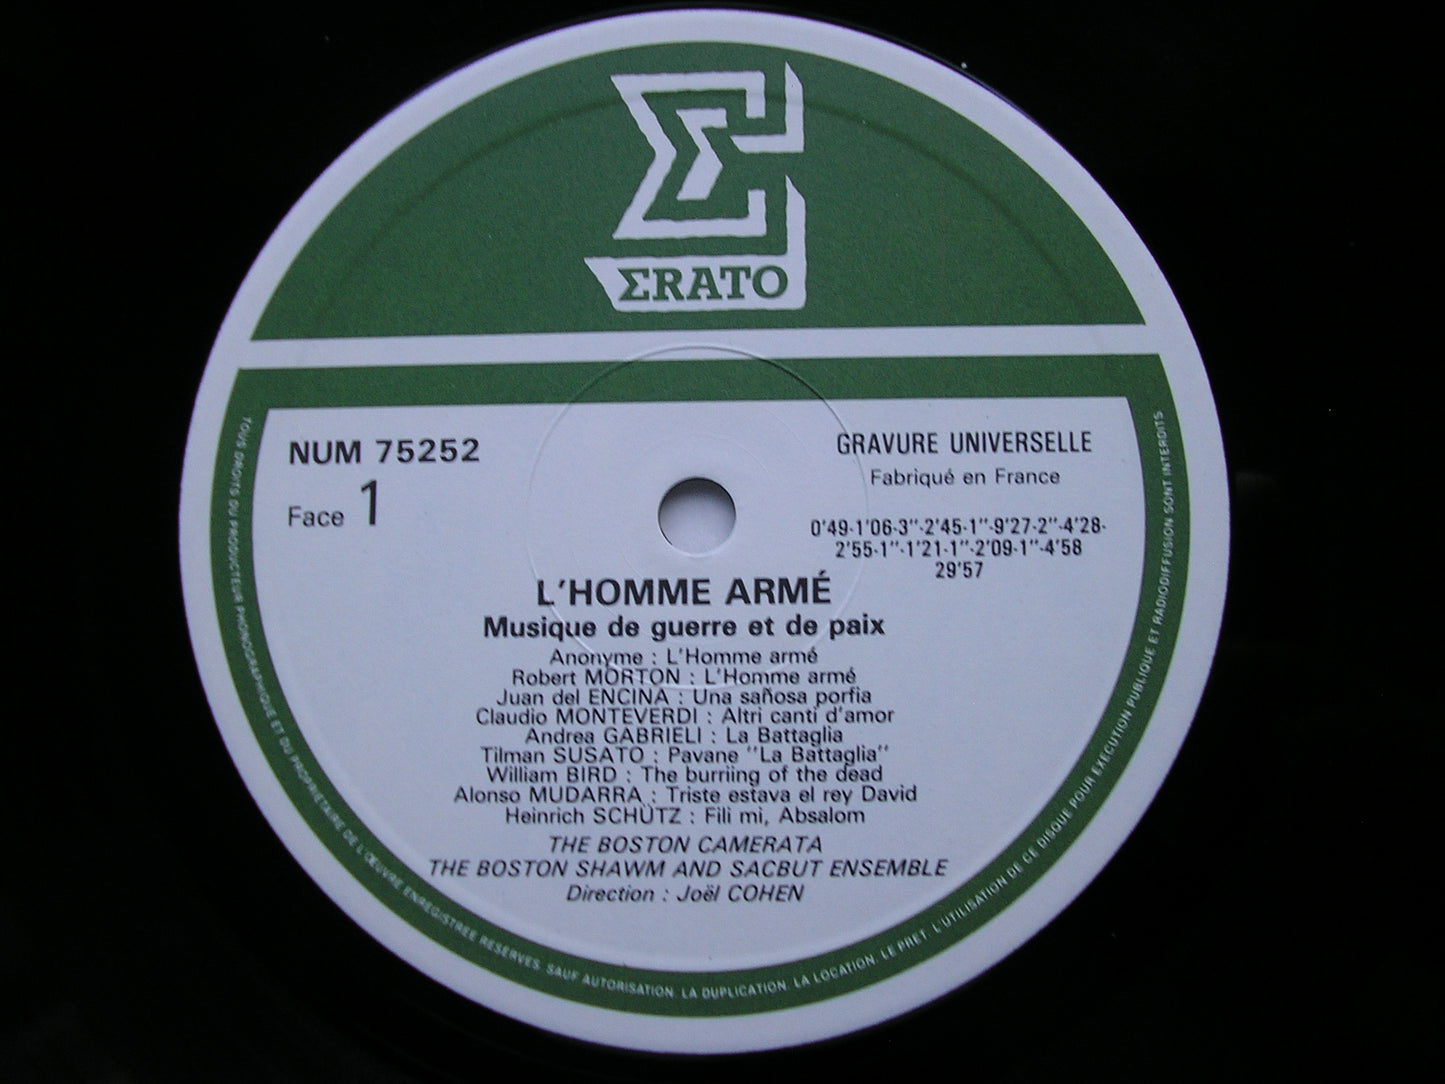 ΣRATO
NUM 75252
Face 1
GRAVURE UNIVERSELLE
Fabriqué en France
0'49-1'06-3"-2'45-1"-9'27-2"-4'28-
2'55-1"-1'21-1"-2'09-1"-4'58
29'57
L'HOMME ARMÉ
Musique de guerre et de paix
Anonyme : L'Homme armé
Robert MORTON : L'Homme armé
Juan del ENCINA : Una sañosa porfia
Claudio MONTEVERDI : Altri canti d'amor
Andrea GABRIELI : La Battaglia
Tilman SUSATO : Pavane "La Battaglia"
William BIRD : The burriing of the dead
Alonso MUDARRA : Triste estava el rey David
Heinrich SCHÜTZ : Fili mi, Absalom
THE BOSTON CAMERATA
THE BOSTON SHAWM AND SACBUT ENSEMBLE
Direction : Joël COHEN
TOUS DROITS DU PRODUCTEUR PHONOGRAPHIQUE ET DU PROPRIETAIRE DE L'ŒUVRE ENREGISTREE RESERVES. SAUF AUTORISATION. LA DUPLICATION. LA LOCATION. LE PRET. L'UTILISATION DE CE DISQUE POUR EXECUTION PUBLIQUE ET RADIODIFFUSION SONT INTERDITS